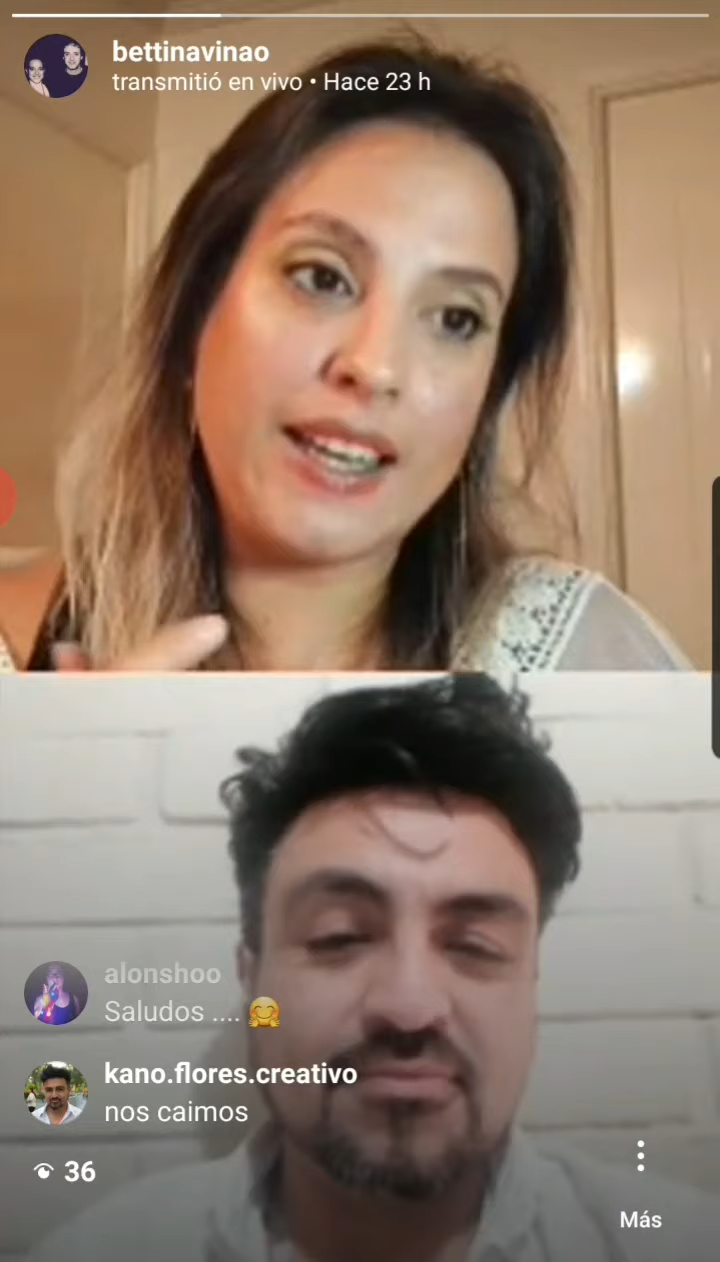 bettinavinao
transmitió en vivo • Hace 23 h
alonshoo
Saludos .... 🤗
kano.flores.creativo
nos caimos
36
Más